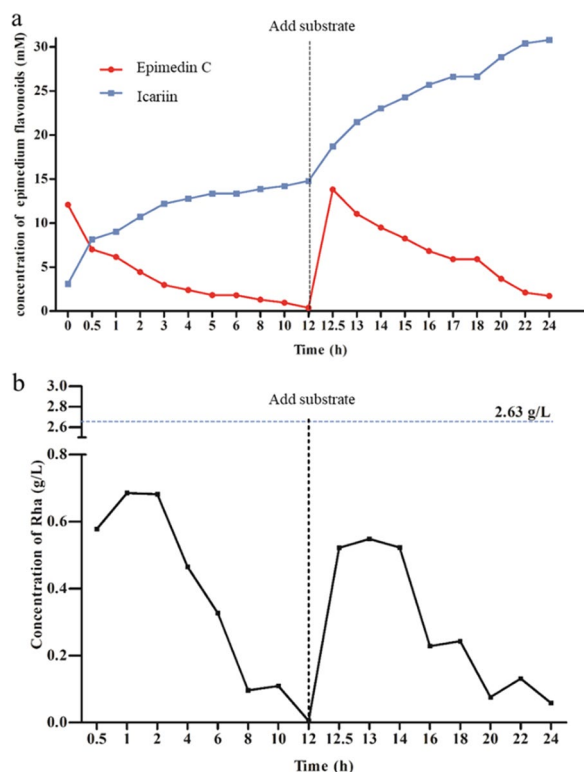 a
Add substrate
Epimedin C
Icariin
concentration of epimedium flavonoids (mM)
30
25
20
15
10
5
0
0 0.5 1 2 3 4 5 6 8 10 12 12.5 13 14 15 16 17 18 20 22 24
Time (h)
b
Add substrate
2.63 g/L
Concentration of Rha (g/L)
3.0
2.8
2.6
0.8
0.6
0.4
0.2
0.0
0.5 1 2 4 6 8 10 12 12.5 13 14 16 18 20 22 24
Time (h)